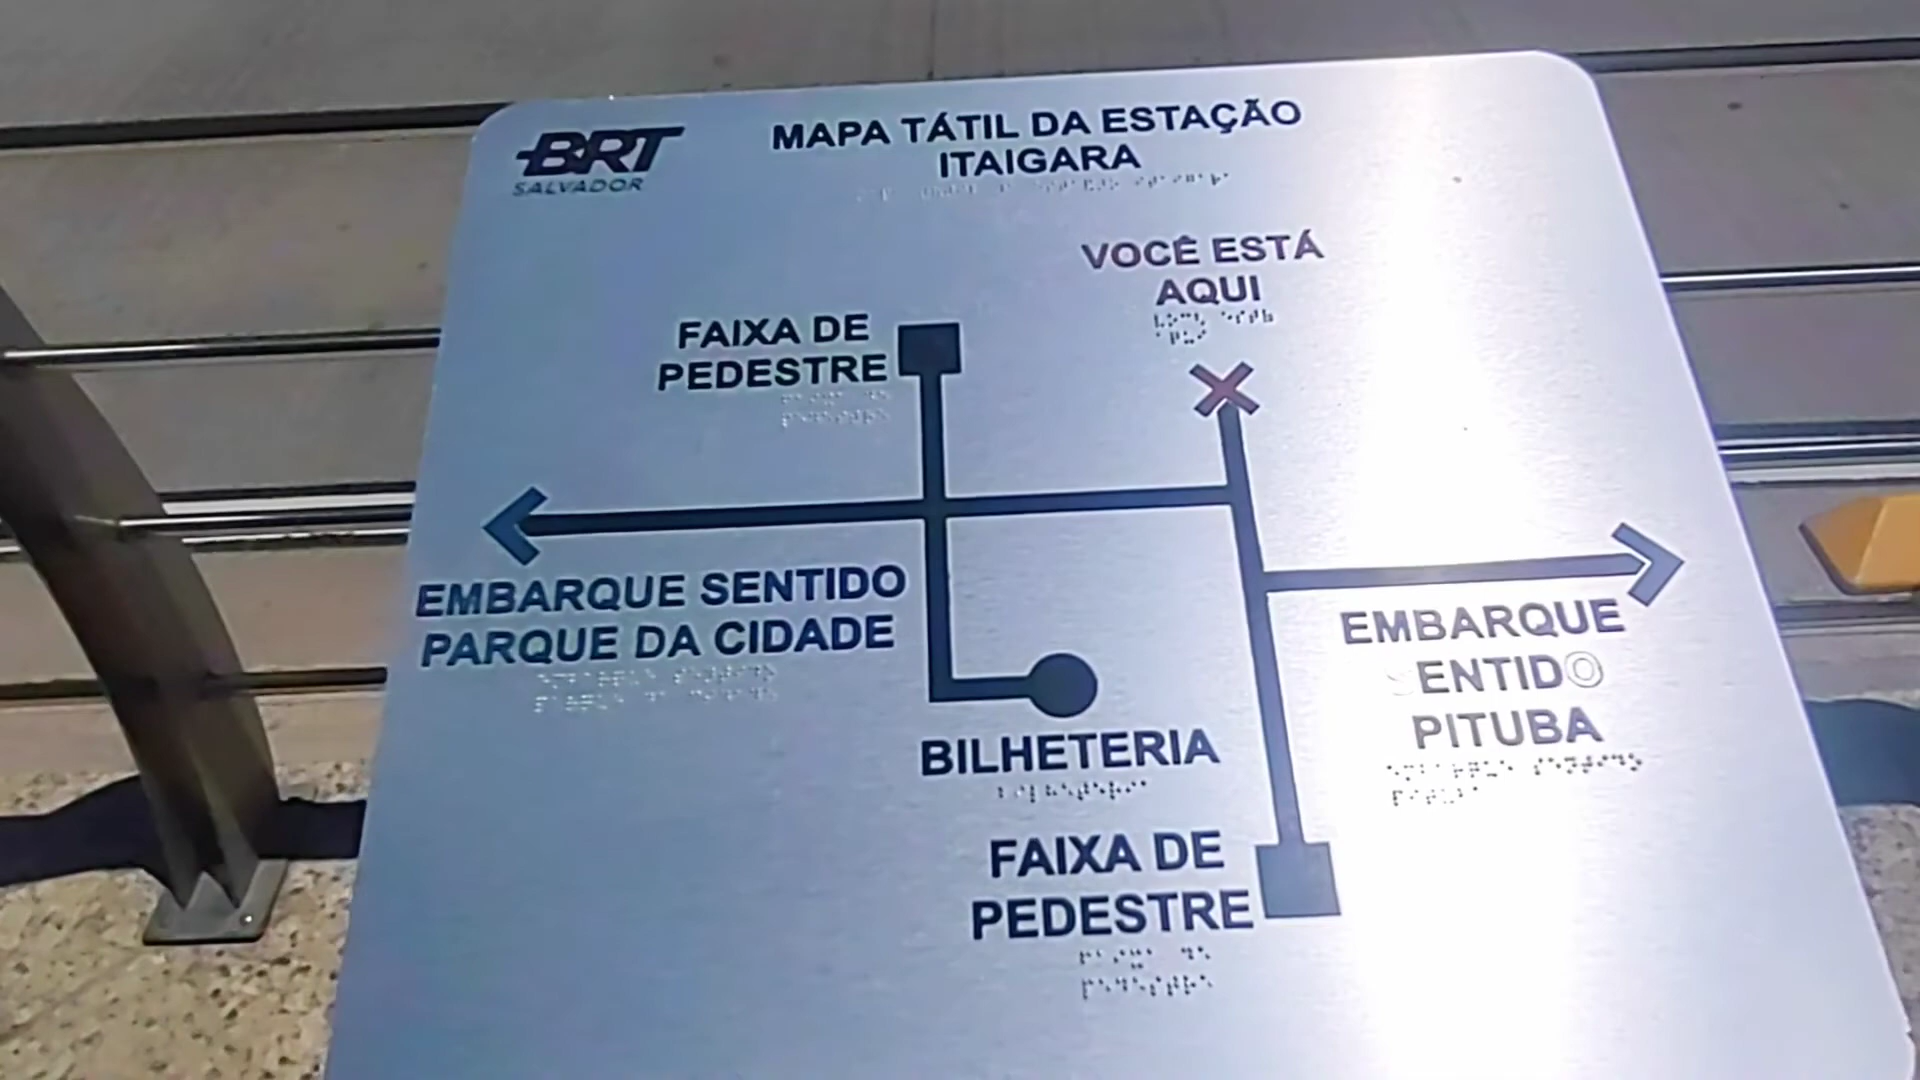 BRT
SALVADOR
MAPA TÁTIL DA ESTAÇÃO
ITAIGARA
VOCÊ ESTÁ
AQUI
FAIXA DE
PEDESTRE
EMBARQUE SENTIDO
PARQUE DA CIDADE
EMBARQUE
SENTIDO
PITUBA
BILHETERIA
FAIXA DE
PEDESTRE